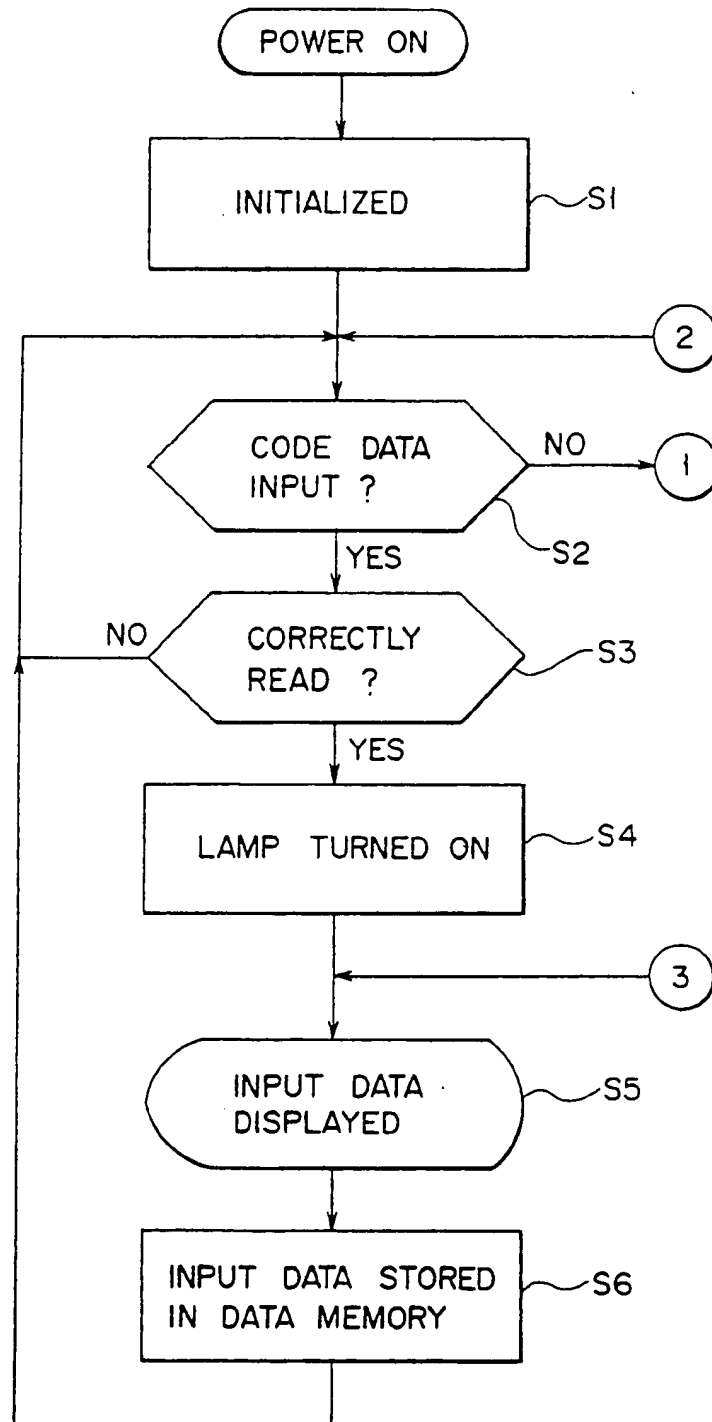 POWER ON
INITIALIZED
S1
2
CODE DATA
INPUT ?
NO
1
S2
YES
NO
CORRECTLY
READ ?
S3
YES
LAMP TURNED ON
S4
3
INPUT DATA
DISPLAYED
S5
INPUT DATA STORED
IN DATA MEMORY
S6